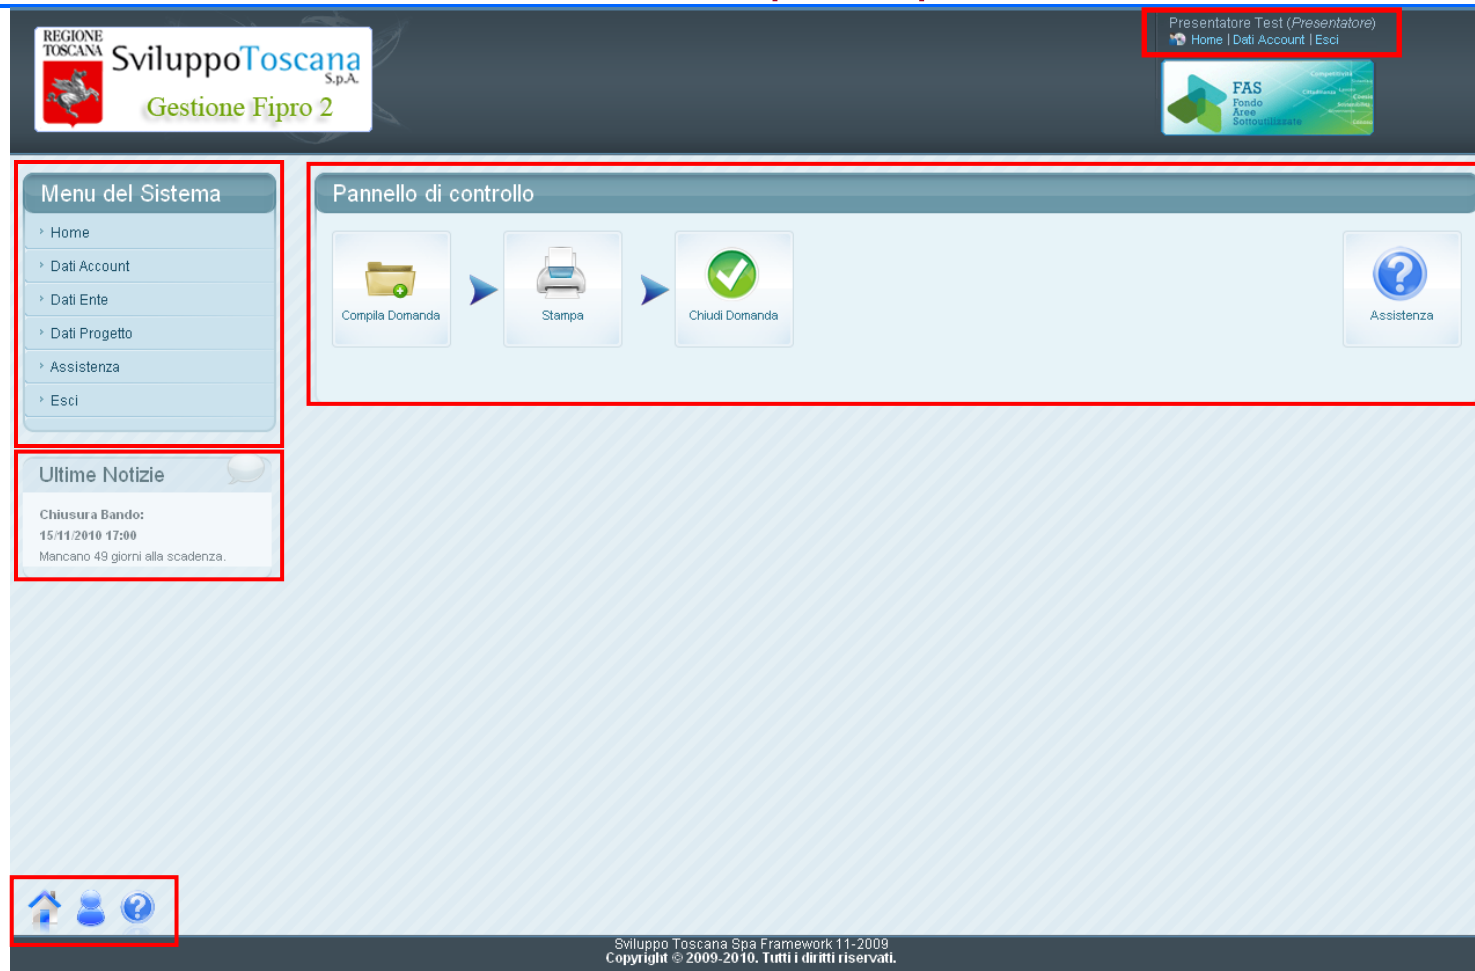 Presentatore Test (Presentatore)
Home | Dati Account | Esci
REGIONE
TOSCANA
SviluppoToscana
S.p.A.
Gestione Fipro 2
FAS
Fondo
Aree
Sottoutilizzate
Menu del Sistema
Home
Dati Account
Dati Ente
Dati Progetto
Assistenza
Esci
Pannello di controllo
Compila Domanda
Stampa
Chiudi Domanda
Assistenza
Ultime Notizie
Chiusura Bando:
15/11/2010 17:00
Mancano 49 giorni alla scadenza.
Sviluppo Toscana Spa Framework 11-2009
Copyright © 2009-2010. Tutti i diritti riservati.